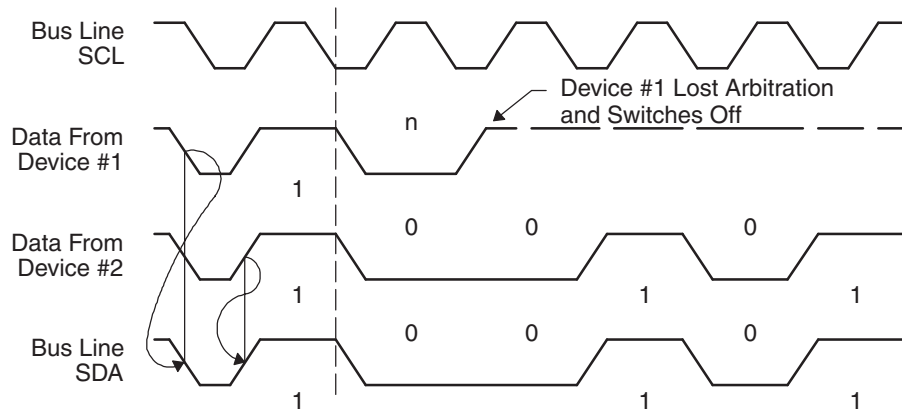 Bus Line
SCL
Device #1 Lost Arbitration
and Switches Off
n
Data From
Device #1
1
0 0 0
Data From
Device #2
1 1 1
0 0 0
Bus Line
SDA
1 1 1